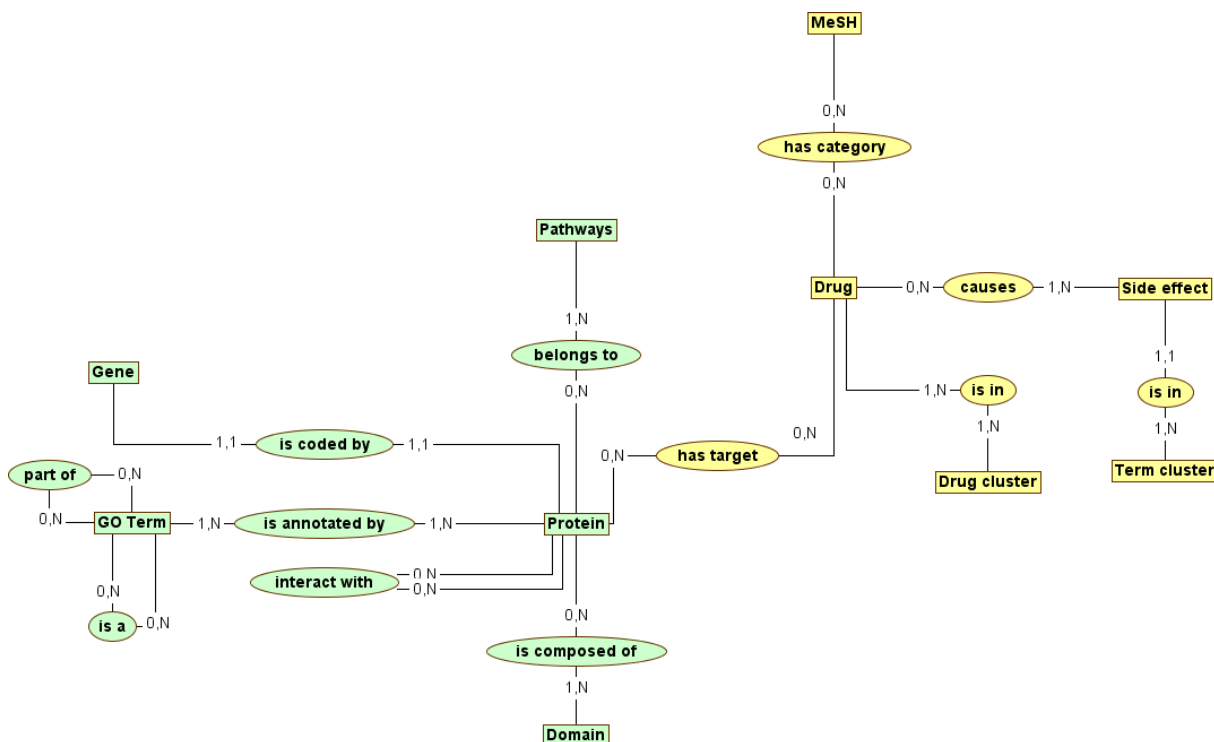 MeSH
0,N
has category
0,N
Pathways
Drug
0,N
causes
1,N
Side effect
1,N
belongs to
0,N
Gene
1,1
is in
1,N
is in
1,N
1,N
1,1
is coded by
1,1
0,N
has target
0,N
Drug cluster
Term cluster
part of
0,N
0,N
GO Term
1,N
is annotated by
1,N
Protein
interact with
0,N
0,N
0,N
is a
0,N
0,N
is composed of
1,N
Domain